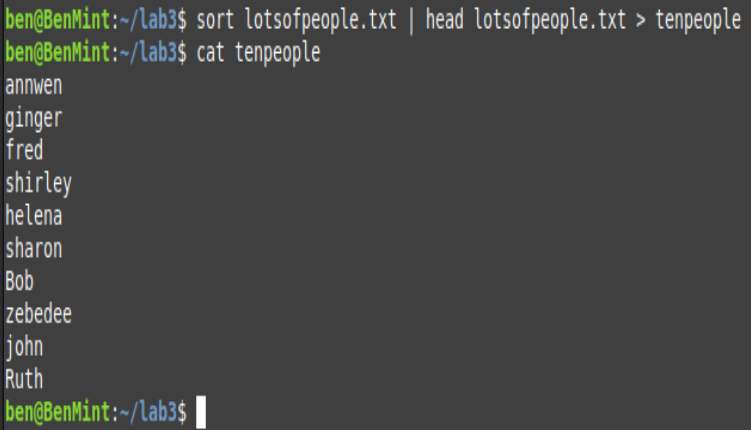 ben@BenMint:~/lab3$ sort lotsofpeople.txt | head lotsofpeople.txt > tenpeople
ben@BenMint:~/lab3$ cat tenpeople
annwen
ginger
fred
shirley
helena
sharon
Bob
zebedee
john
Ruth
ben@BenMint:~/lab3$